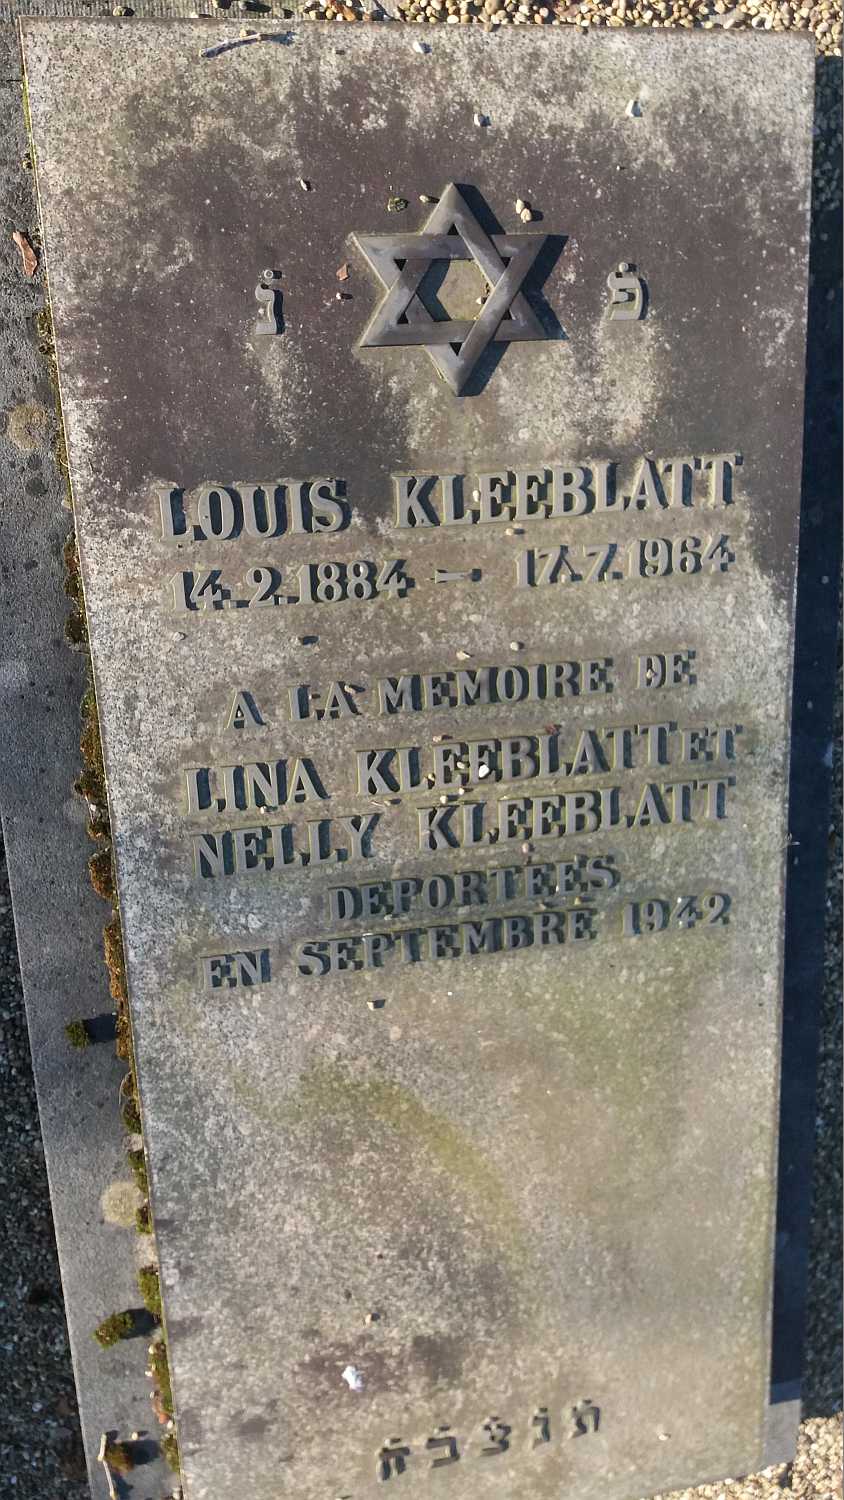 פ̇ נ̇
LOUIS KLEEBLATT
14.2.1884 – 17.7.1964
A LA MEMOIRE DE
LINA KLEEBLATT ET
NELLY KLEEBLATT
DEPORTEES
EN SEPTEMBRE 1942
ת̇נ̇צ̇ב̇ה̇